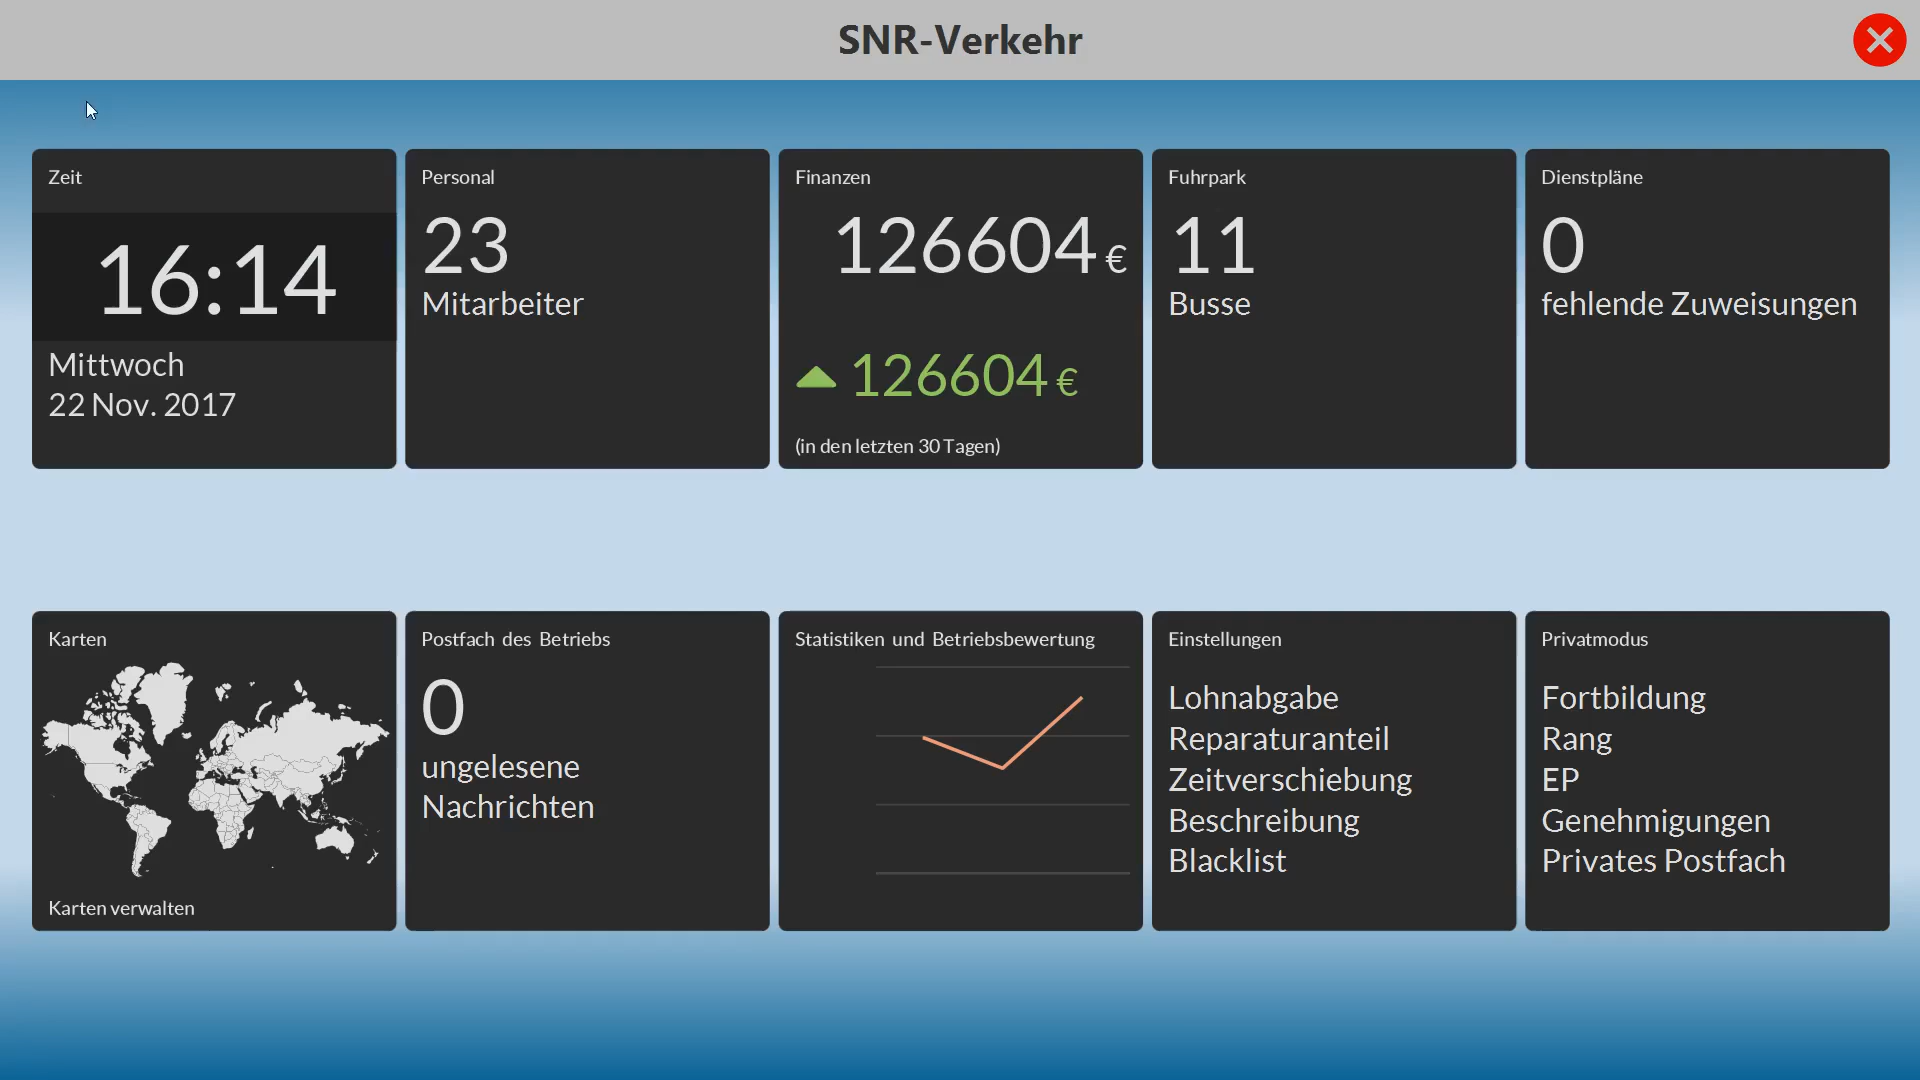 SNR-Verkehr
Zeit
16:14
Mittwoch
22 Nov. 2017
Personal
23
Mitarbeiter
Finanzen
126604 €
126604 €
(in den letzten 30 Tagen)
Fuhrpark
11
Busse
Dienstpläne
0
fehlende Zuweisungen
Karten
Karten verwalten
Postfach des Betriebs
0
ungelesene
Nachrichten
Statistiken und Betriebsbewertung
Einstellungen
Lohnabgabe
Reparaturanteil
Zeitverschiebung
Beschreibung
Blacklist
Privatmodus
Fortbildung
Rang
EP
Genehmigungen
Privates Postfach